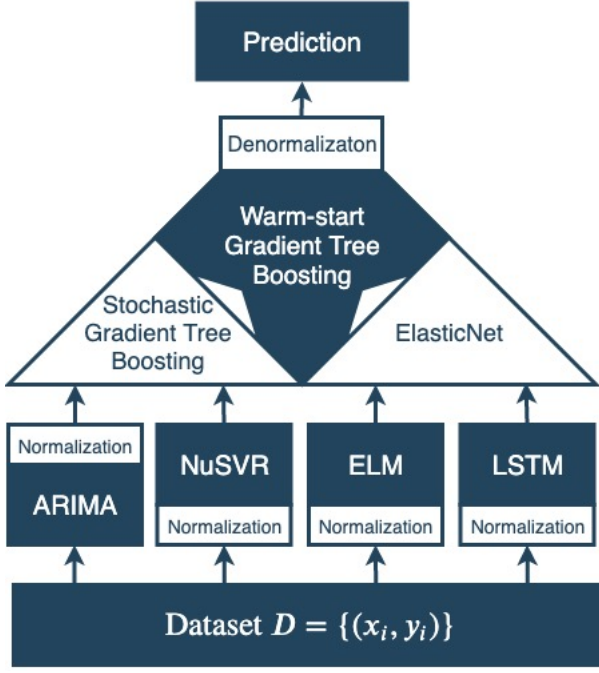 Prediction
Denormalizaton
Warm-start
Gradient Tree
Boosting
Stochastic
Gradient Tree
Boosting
ElasticNet
Normalization
ARIMA
NuSVR
Normalization
ELM
Normalization
LSTM
Normalization
Dataset D = {(xᵢ, yᵢ)}